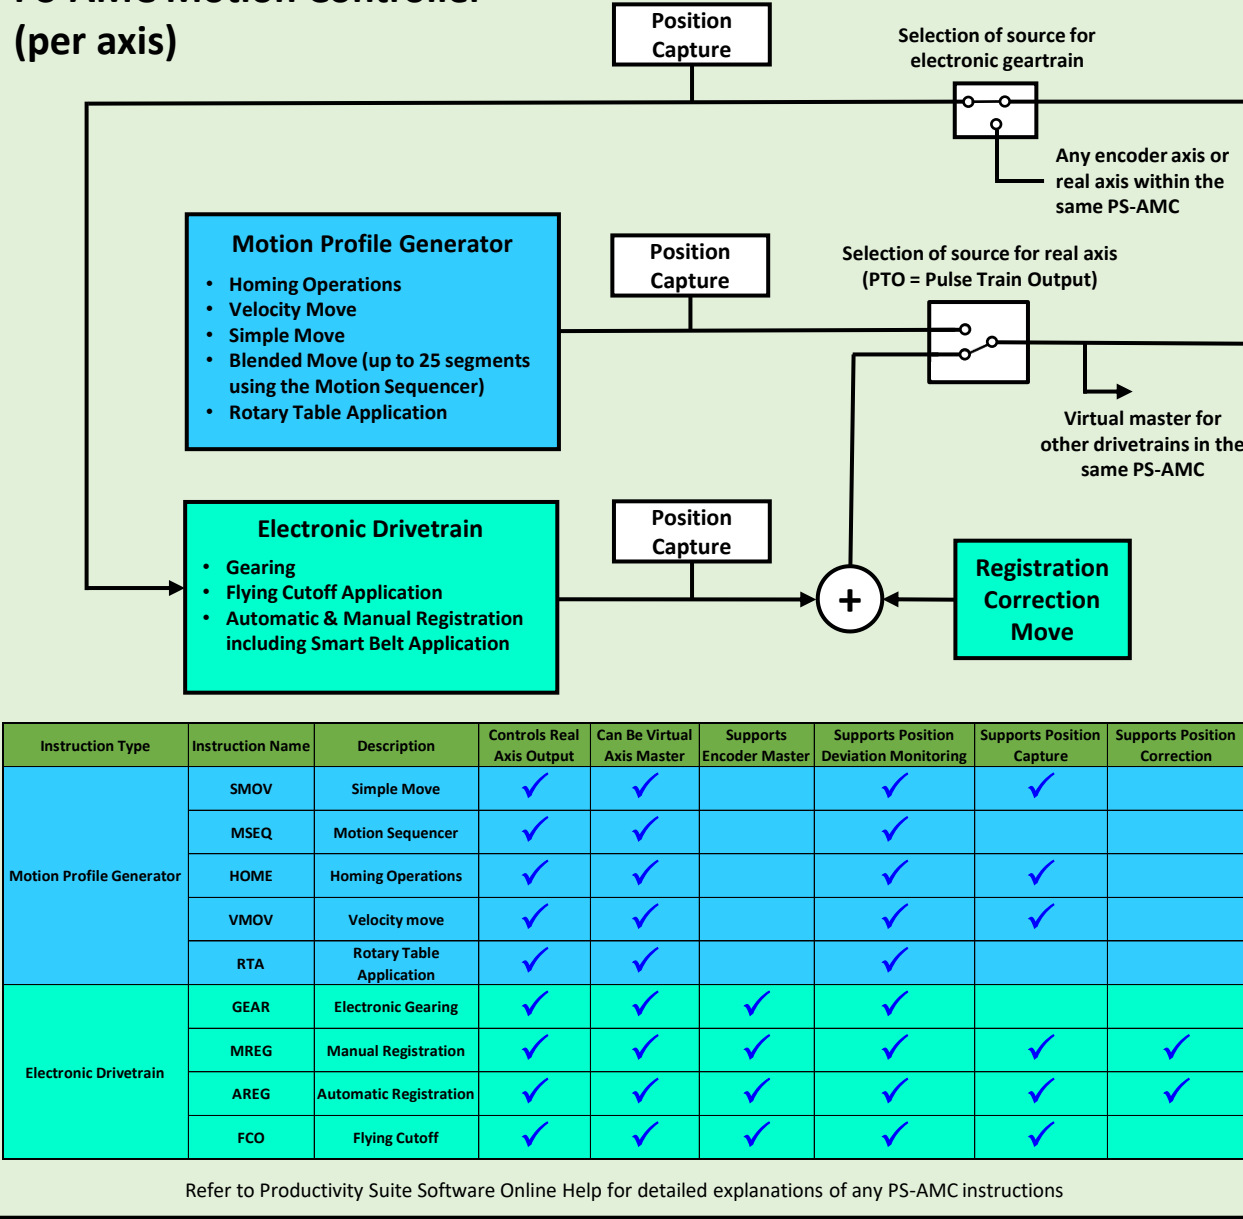 (per axis)
Position
Capture
Selection of source for
electronic geartrain
Any encoder axis or
real axis within the
same PS-AMC
Motion Profile Generator
• Homing Operations
• Velocity Move
• Simple Move
• Blended Move (up to 25 segments
using the Motion Sequencer)
• Rotary Table Application
Position
Capture
Selection of source for real axis
(PTO = Pulse Train Output)
Virtual master for
other drivetrains in the
same PS-AMC
Electronic Drivetrain
• Gearing
• Flying Cutoff Application
• Automatic & Manual Registration
including Smart Belt Application
Position
Capture
+
Registration
Correction
Move
Instruction Type Instruction Name Description Controls Real Axis Output Can Be Virtual Axis Master Supports Encoder Master Supports Position Deviation Monitoring Supports Position Capture Supports Position Correction
Motion Profile Generator
SMOV Simple Move ✓ ✓ ✓ ✓
MSEQ Motion Sequencer ✓ ✓ ✓
HOME Homing Operations ✓ ✓ ✓ ✓
VMOV Velocity move ✓ ✓ ✓ ✓
RTA Rotary Table Application ✓ ✓ ✓
Electronic Drivetrain
GEAR Electronic Gearing ✓ ✓ ✓ ✓
MREG Manual Registration ✓ ✓ ✓ ✓ ✓ ✓
AREG Automatic Registration ✓ ✓ ✓ ✓ ✓ ✓
FCO Flying Cutoff ✓ ✓ ✓ ✓ ✓
Refer to Productivity Suite Software Online Help for detailed explanations of any PS-AMC instructions